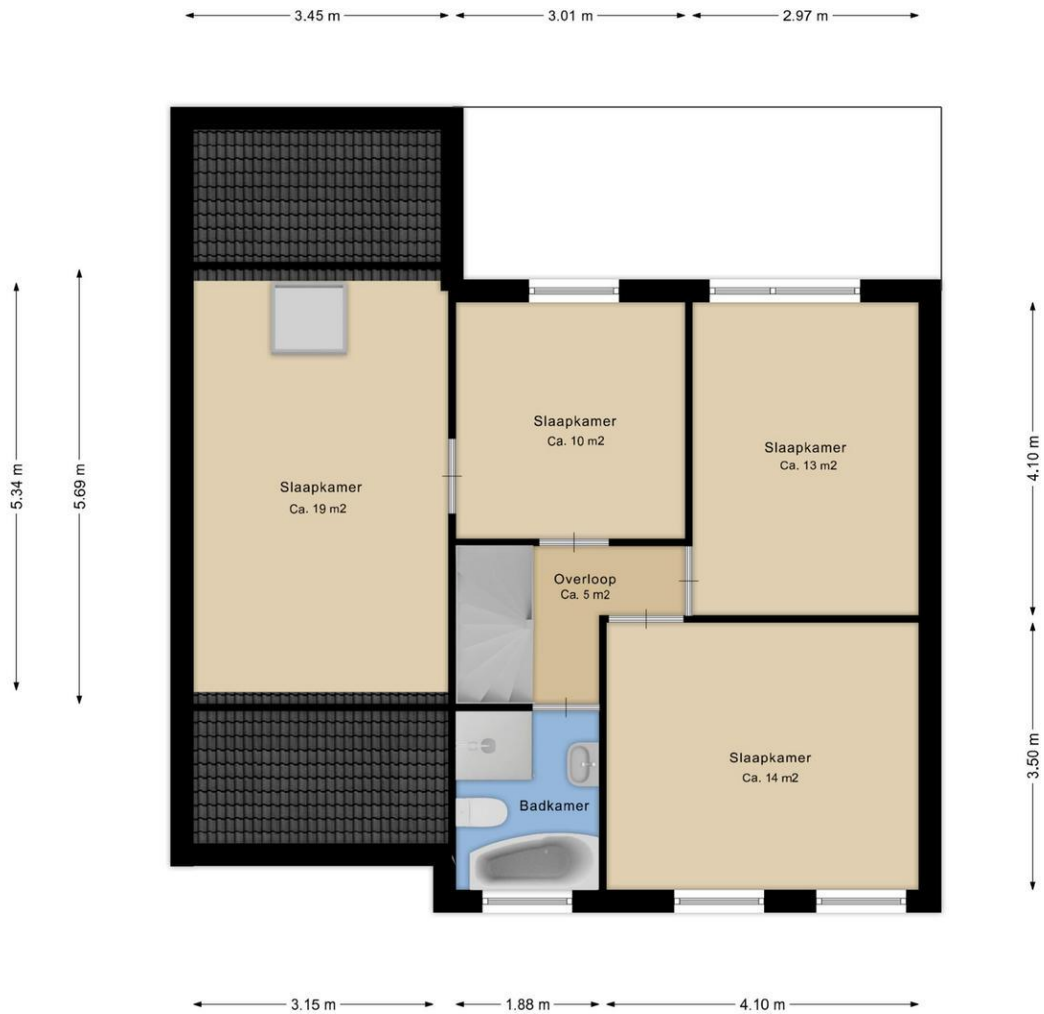 3.45 m
3.01 m
2.97 m
Slaapkamer
Ca. 10 m2
Slaapkamer
Ca. 13 m2
5.34 m
5.69 m
4.10 m
Slaapkamer
Ca. 19 m2
Overloop
Ca. 5 m2
Slaapkamer
Ca. 14 m2
3.50 m
Badkamer
3.15 m
1.88 m
4.10 m